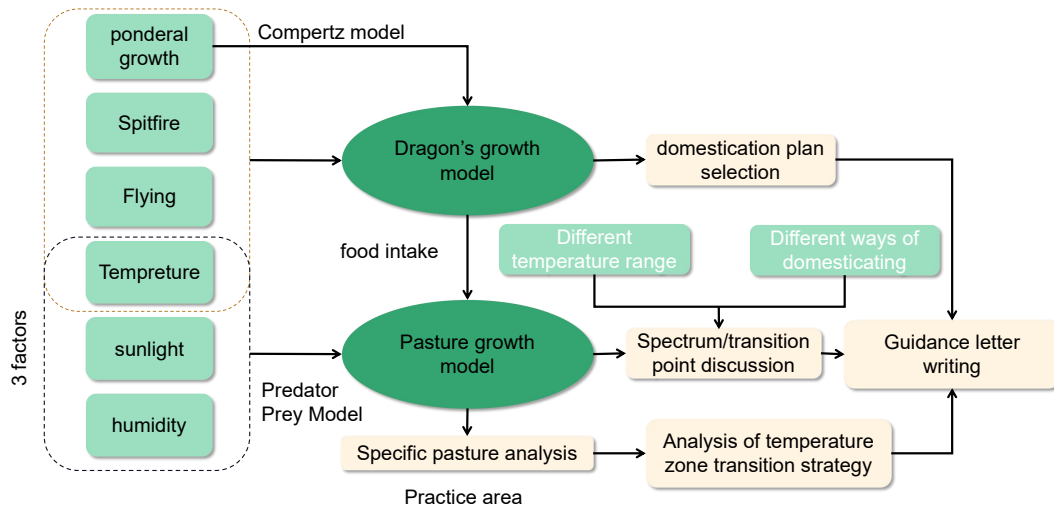 ponderal
growth
Compertz model
Spitfire
Flying
Tempreture
sunlight
humidity
3 factors
Dragon's growth
model
domestication plan
selection
food intake
Different
temperature range
Different ways of
domesticating
Pasture growth
model
Spectrum/transition
point discussion
Guidance letter
writing
Predator
Prey Model
Specific pasture analysis
Analysis of temperature
zone transition strategy
Practice area